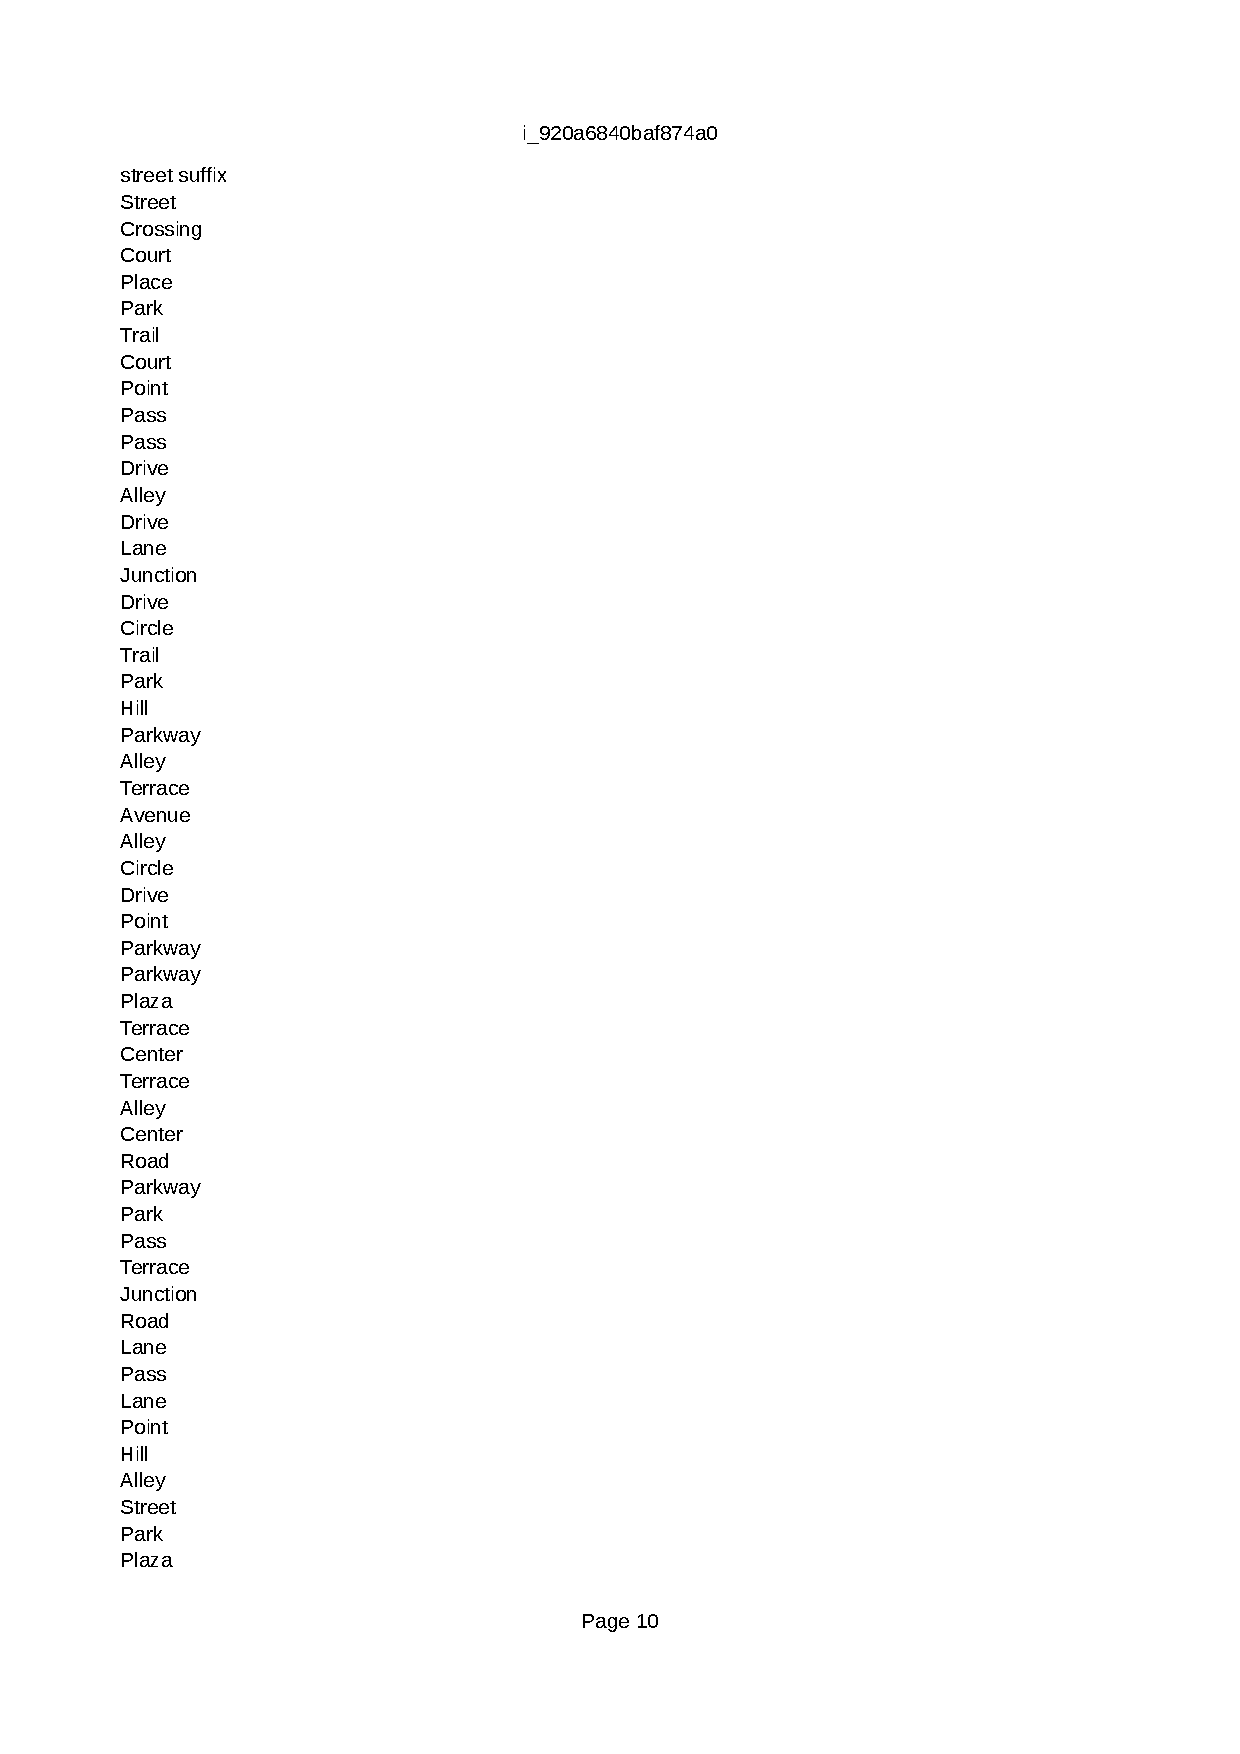 i_920a6840baf874a0
street suffix
Street
Crossing
Court
Place
Park
Trail
Court
Point
Pass
Pass
Drive
Alley
Drive
Lane
Junction
Drive
Circle
Trail
Park
Hill
Parkway
Alley
Terrace
Avenue
Alley
Circle
Drive
Point
Parkway
Parkway
Plaza
Terrace
Center
Terrace
Alley
Center
Road
Parkway
Park
Pass
Terrace
Junction
Road
Lane
Pass
Lane
Point
Hill
Alley
Street
Park
Plaza
Page 10